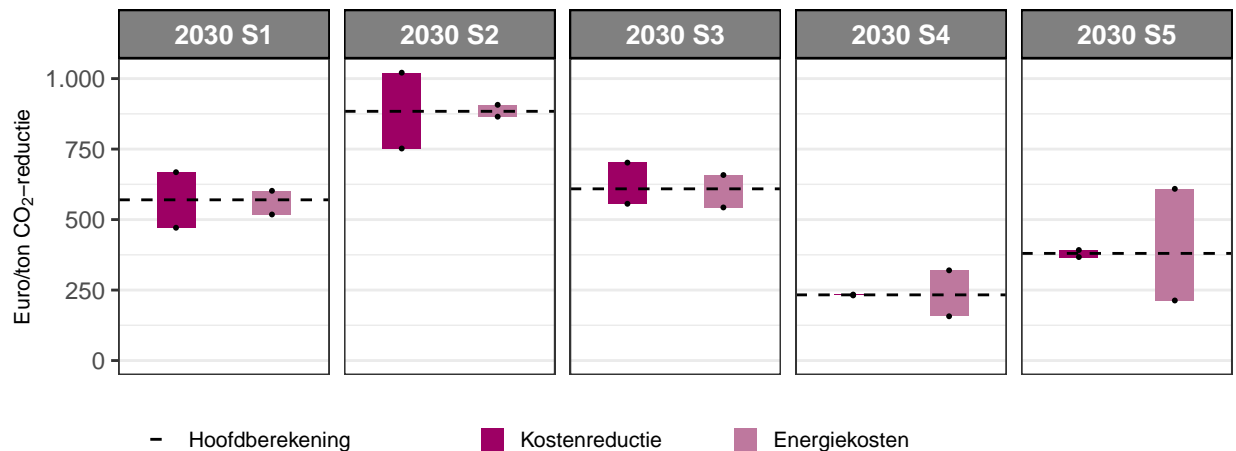 2030 S1 2030 S2 2030 S3 2030 S4 2030 S5
Euro/ton CO₂−reductie
1.000
750
500
250
0
Hoofdberekening Kostenreductie Energiekosten